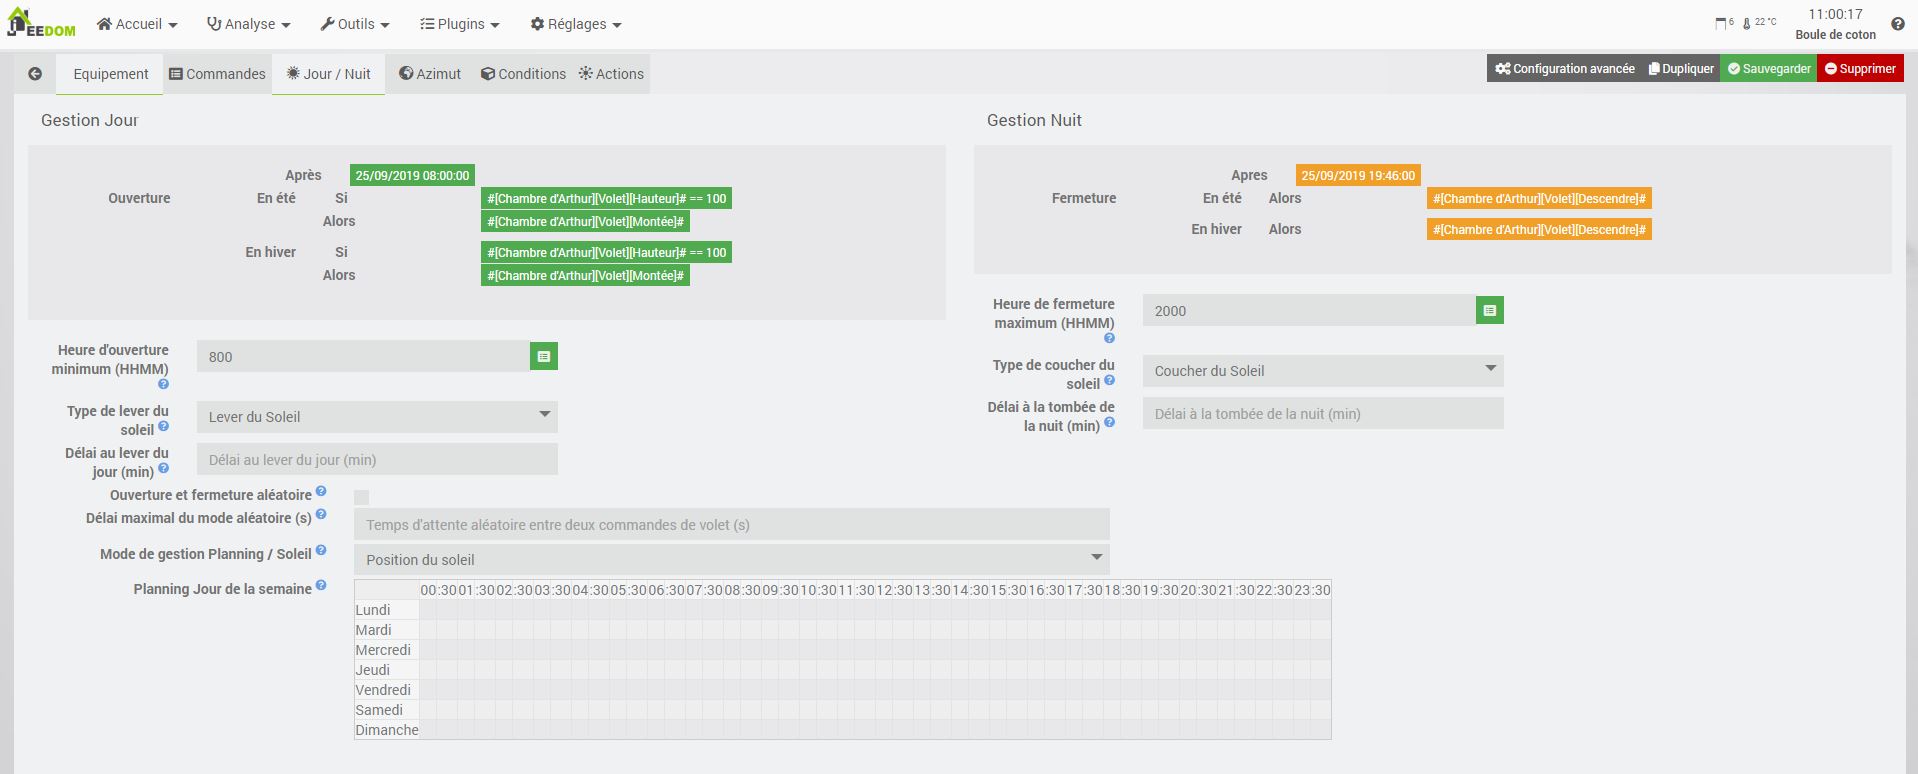 JEEDOM Accueil Analyse Outils Plugins Réglages 6 22 °C 11:00:17 Boule de coton
Equipement Commandes Jour / Nuit Azimut Conditions Actions Configuration avancée Dupliquer Sauvegarder Supprimer
Gestion Jour
Après 25/09/2019 08:00:00
Ouverture En été Si #[Chambre d'Arthur][Volet][Hauteur]# == 100
Alors #[Chambre d'Arthur][Volet][Montée]#
En hiver Si #[Chambre d'Arthur][Volet][Hauteur]# == 100
Alors #[Chambre d'Arthur][Volet][Montée]#
Heure d'ouverture
minimum (HHMM)
800
Type de lever du
soleil
Lever du Soleil
Délai au lever du
jour (min)
Délai au lever du jour (min)
Gestion Nuit
Apres 25/09/2019 19:46:00
Fermeture En été Alors #[Chambre d'Arthur][Volet][Descendre]#
En hiver Alors #[Chambre d'Arthur][Volet][Descendre]#
Heure de fermeture
maximum (HHMM)
2000
Type de coucher du
soleil
Coucher du Soleil
Délai à la tombée de
la nuit (min)
Délai à la tombée de la nuit (min)
Ouverture et fermeture aléatoire
Délai maximal du mode aléatoire (s) Temps d'attente aléatoire entre deux commandes de volet (s)
Mode de gestion Planning / Soleil Position du soleil
Planning Jour de la semaine 00:30 01:30 02:30 03:30 04:30 05:30 06:30 07:30 08:30 09:30 10:30 11:30 12:30 13:30 14:30 15:30 16:30 17:30 18:30 19:30 20:30 21:30 22:30 23:30
Lundi
Mardi
Mercredi
Jeudi
Vendredi
Samedi
Dimanche